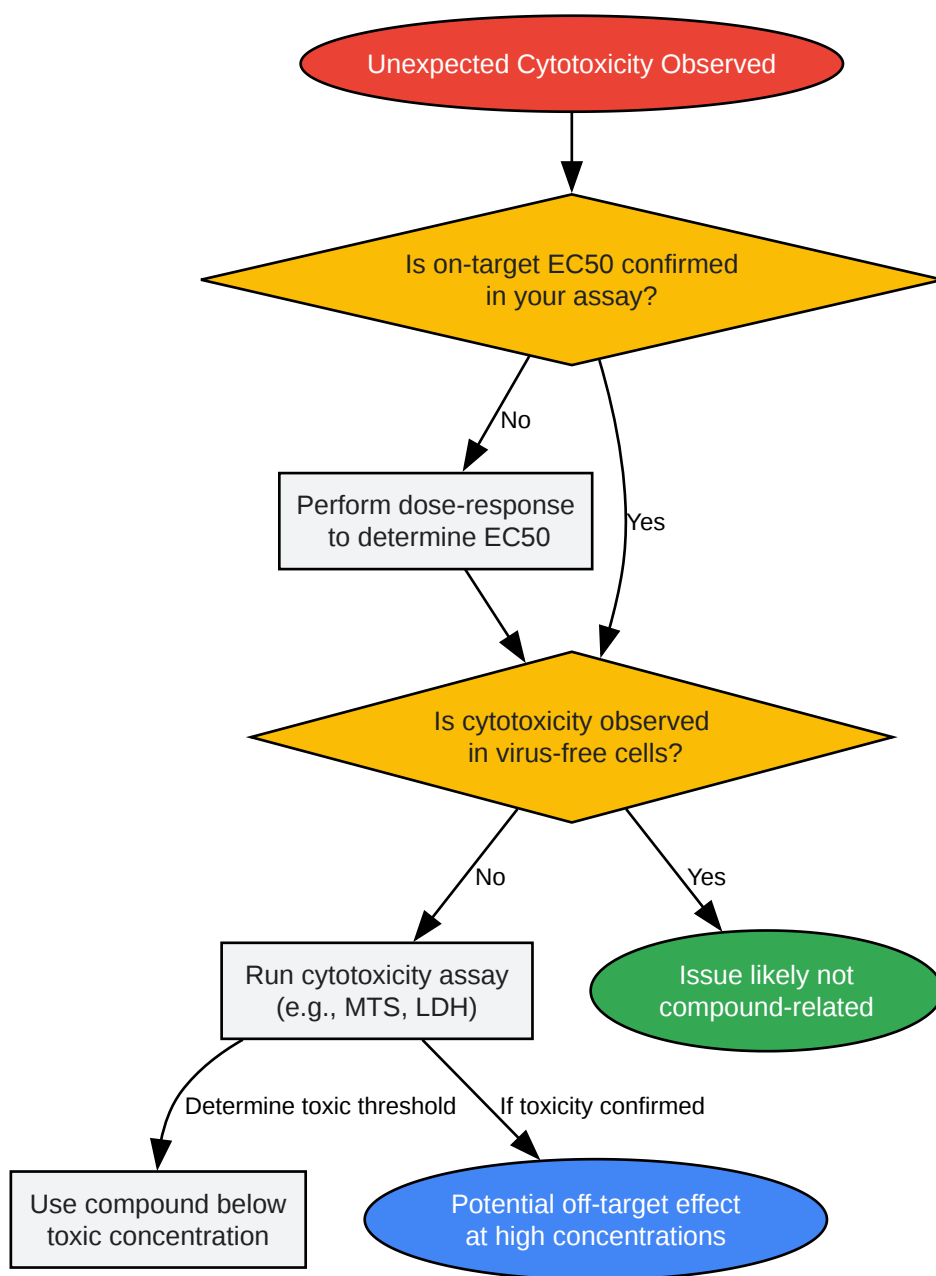 Unexpected Cytotoxicity Observed
Is on-target EC50 confirmed
in your assay?
No
Perform dose-response
to determine EC50
Yes
Is cytotoxicity observed
in virus-free cells?
No
Yes
Run cytotoxicity assay
(e.g., MTS, LDH)
Issue likely not
compound-related
Determine toxic threshold
If toxicity confirmed
Use compound below
toxic concentration
Potential off-target effect
at high concentrations